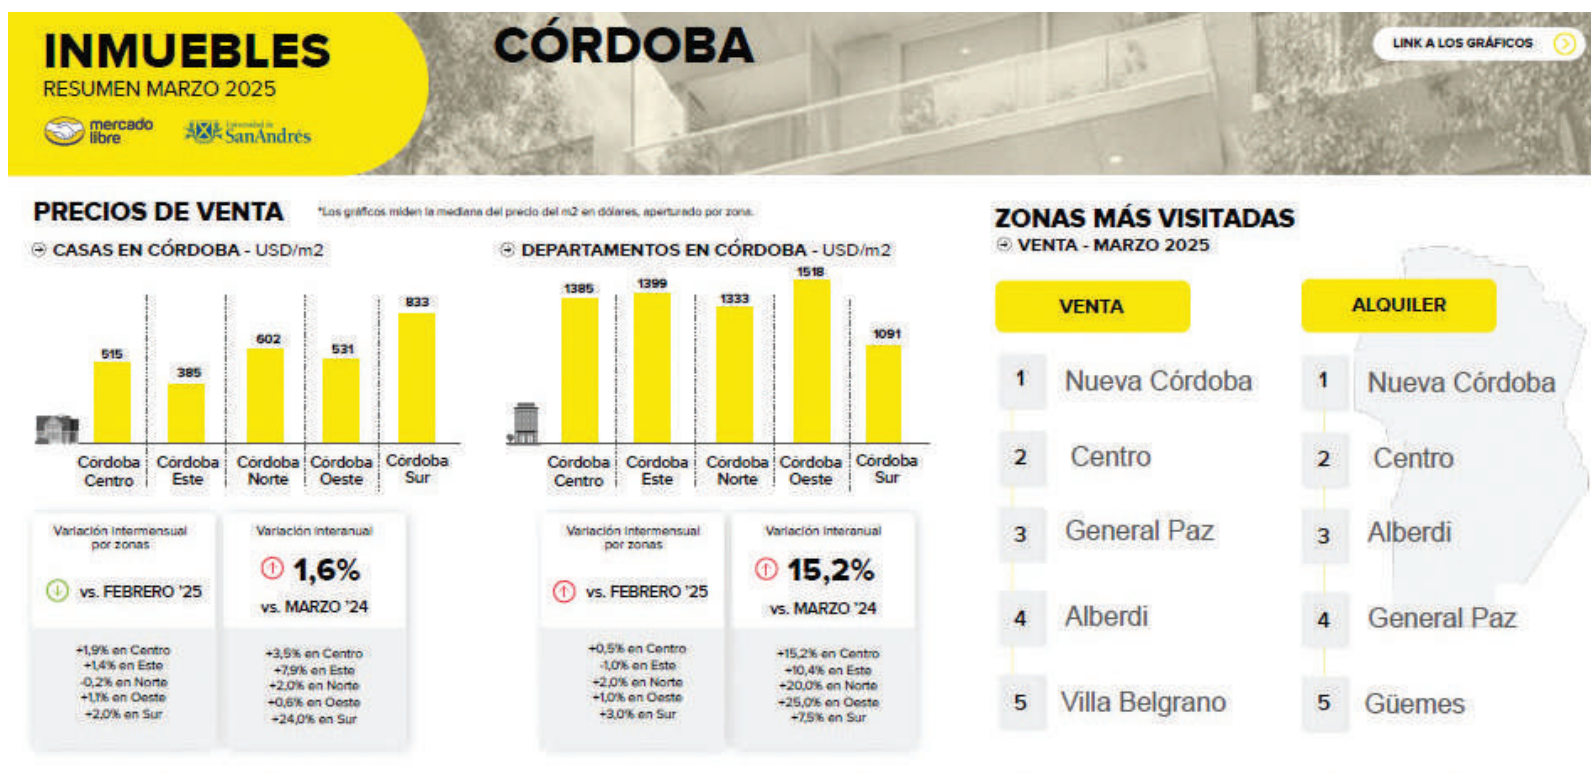 INMUEBLES
RESUMEN MARZO 2025
mercado
libre
Universidad de
SanAndrés
CÓRDOBA
LINK A LOS GRÁFICOS
PRECIOS DE VENTA
*Los gráficos miden la mediana del precio del m2 en dólares, aperturado por zona.
CASAS EN CÓRDOBA - USD/m2
515
385
602
531
833
Córdoba Centro
Córdoba Este
Córdoba Norte
Córdoba Oeste
Córdoba Sur
Variación intermensual
por zonas
vs. FEBRERO '25
+1,9% en Centro
+1,4% en Este
-0,2% en Norte
+1,1% en Oeste
+2,0% en Sur
Variación interanual
1,6%
vs. MARZO '24
+3,5% en Centro
+7,9% en Este
+2,0% en Norte
+0,6% en Oeste
+24,0% en Sur
DEPARTAMENTOS EN CÓRDOBA - USD/m2
1385
1399
1333
1518
1091
Córdoba Centro
Córdoba Este
Córdoba Norte
Córdoba Oeste
Córdoba Sur
Variación intermensual
por zonas
vs. FEBRERO '25
+0,5% en Centro
-1,0% en Este
+2,0% en Norte
+1,0% en Oeste
+3,0% en Sur
Variación interanual
15,2%
vs. MARZO '24
+15,2% en Centro
+10,4% en Este
+20,0% en Norte
+25,0% en Oeste
+7,5% en Sur
ZONAS MÁS VISITADAS
VENTA - MARZO 2025
VENTA
1 Nueva Córdoba
2 Centro
3 General Paz
4 Alberdi
5 Villa Belgrano
ALQUILER
1 Nueva Córdoba
2 Centro
3 Alberdi
4 General Paz
5 Güemes